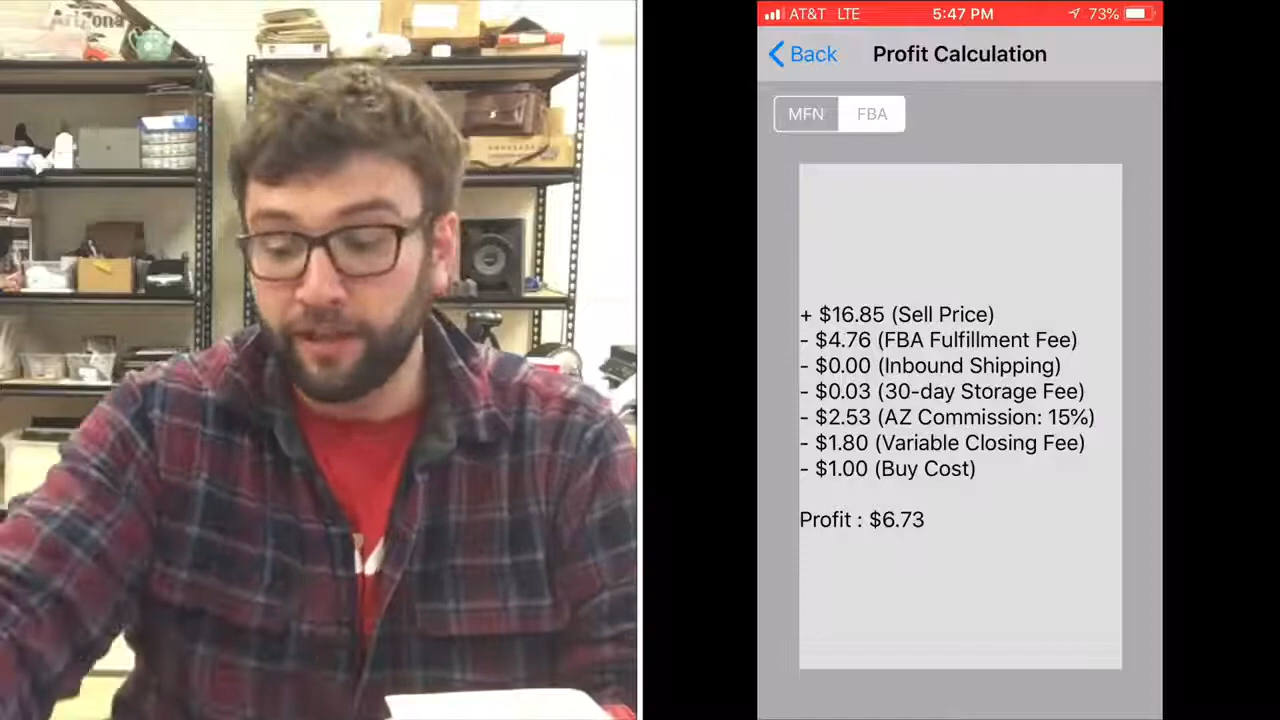 Arizona
AT&T LTE 5:47 PM 73%
Back Profit Calculation
MFN FBA
+ $16.85 (Sell Price)
- $4.76 (FBA Fulfillment Fee)
- $0.00 (Inbound Shipping)
- $0.03 (30-day Storage Fee)
- $2.53 (AZ Commission: 15%)
- $1.80 (Variable Closing Fee)
- $1.00 (Buy Cost)
Profit : $6.73